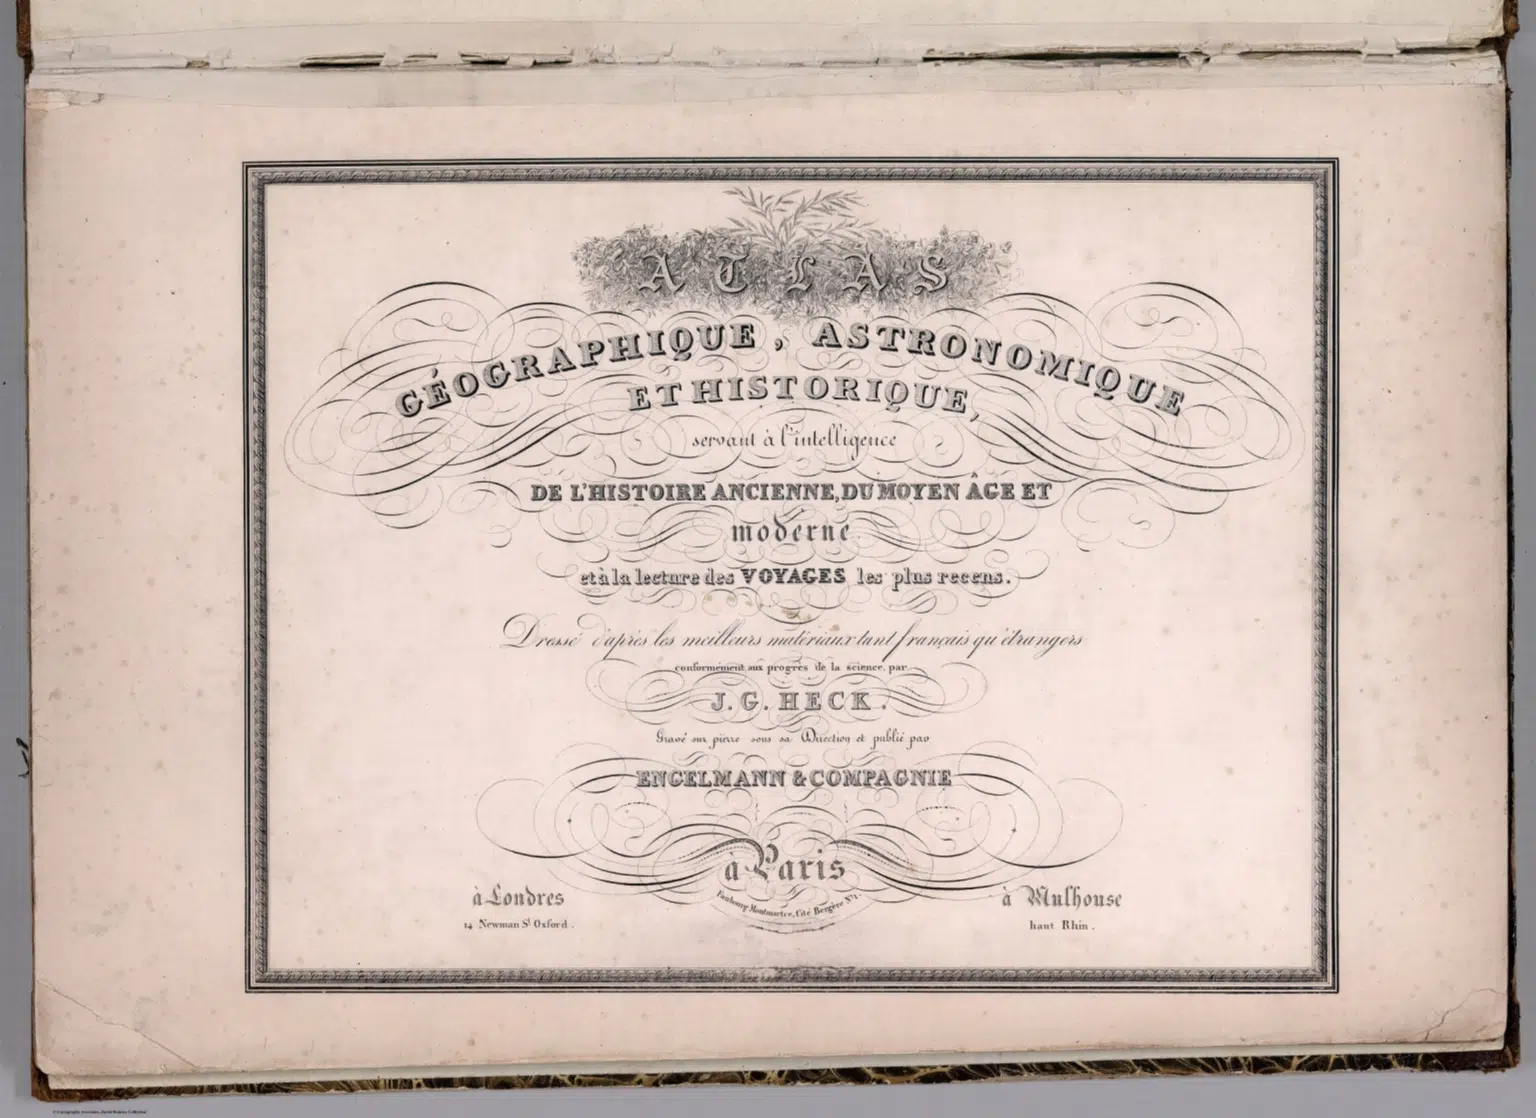 ATLAS
GÉOGRAPHIQUE, ASTRONOMIQUE
ET HISTORIQUE,
servant à l'intelligence
DE L'HISTOIRE ANCIENNE, DU MOYEN ÂGE ET
moderne
et à la lecture des VOYAGES les plus recens.
Dressé d'après les meilleurs matériaux tant français qu'étrangers
conformément aux progrès de la science, par
J. G. HECK.
Gravé sur pierre sous sa Direction et publié par
ENGELMANN & COMPAGNIE
à Paris
Faubourg Montmartre, Cité Bergère No. 1.
à Londres
14 Newman St. Oxford.
à Mulhouse
haut Rhin.